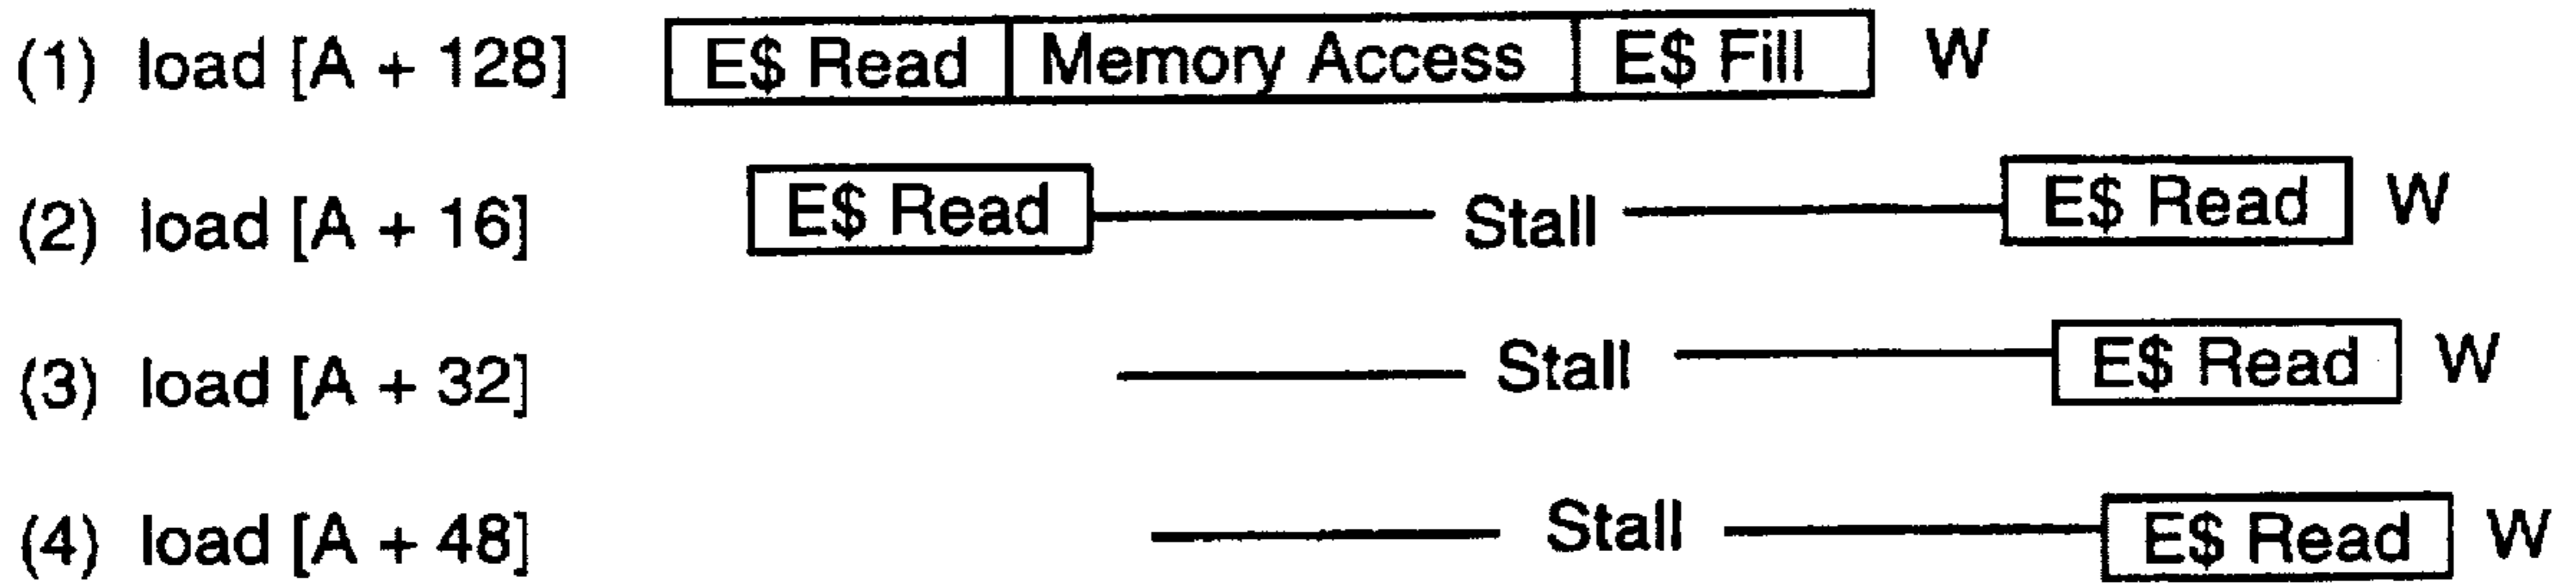 (1) load [A + 128] E$ Read Memory Access E$ Fill W
(2) load [A + 16] E$ Read Stall E$ Read W
(3) load [A + 32] Stall E$ Read W
(4) load [A + 48] Stall E$ Read W